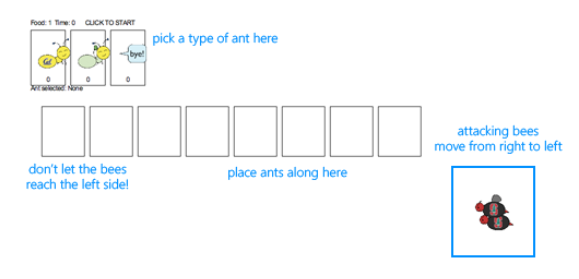 Food: 1 Time: 0 CLICK TO START
pick a type of ant here
bye!
0 0 0
Ant selected: None
attacking bees
move from right to left
don't let the bees
reach the left side!
place ants along here